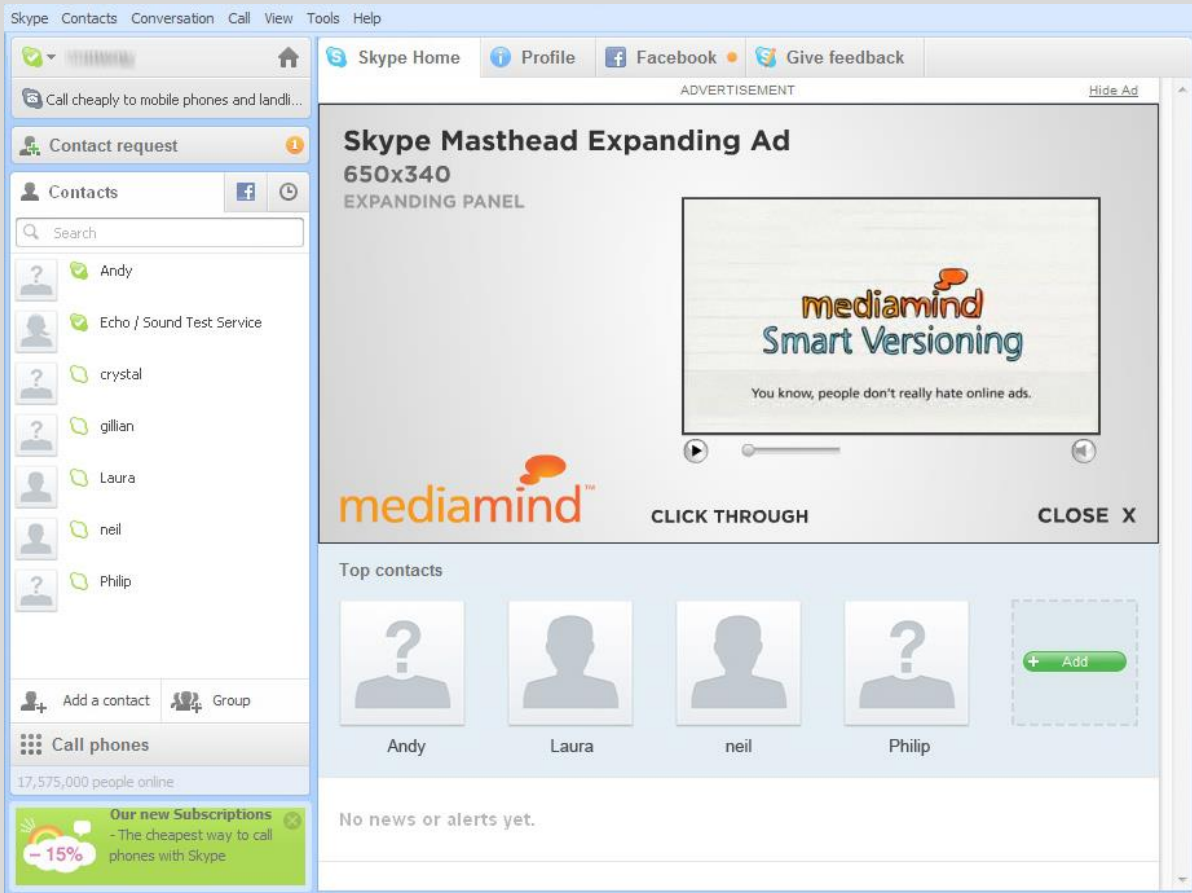 Skype Contacts Conversation Call View Tools Help
Call cheaply to mobile phones and landli...
Contact request 1
Contacts
Search
Andy
Echo / Sound Test Service
crystal
gillian
Laura
neil
Philip
Add a contact Group
Call phones
17,575,000 people online
Our new Subscriptions
- The cheapest way to call
phones with Skype
- 15%
Skype Home Profile Facebook Give feedback
ADVERTISEMENT Hide Ad
Skype Masthead Expanding Ad
650x340
EXPANDING PANEL
mediamind
Smart Versioning
You know, people don't really hate online ads.
mediamind™
CLICK THROUGH CLOSE X
Top contacts
+ Add
Andy Laura neil Philip
No news or alerts yet.